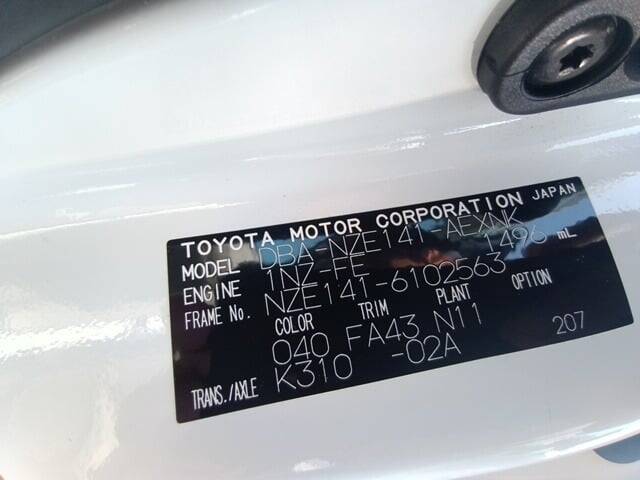 TOYOTA MOTOR CORPORATION JAPAN
MODEL DBA-NZE141-AEXNK
ENGINE 1NZ-FE 1496 mL
FRAME No. NZE141-6102563
COLOR TRIM PLANT OPTION
040 FA43 N11 207
TRANS./AXLE K310 -02A